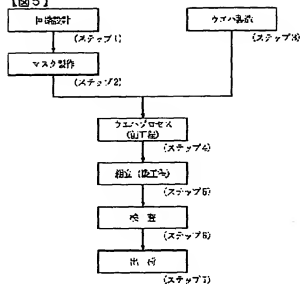 【図5】
回路設計
ウエハ製造
(ステップ1)
(ステップ3)
マスク製作
(ステップ2)
ウエハプロセス
(前工程)
(ステップ4)
組立(後工程)
(ステップ5)
検査
(ステップ6)
出荷
(ステップ7)